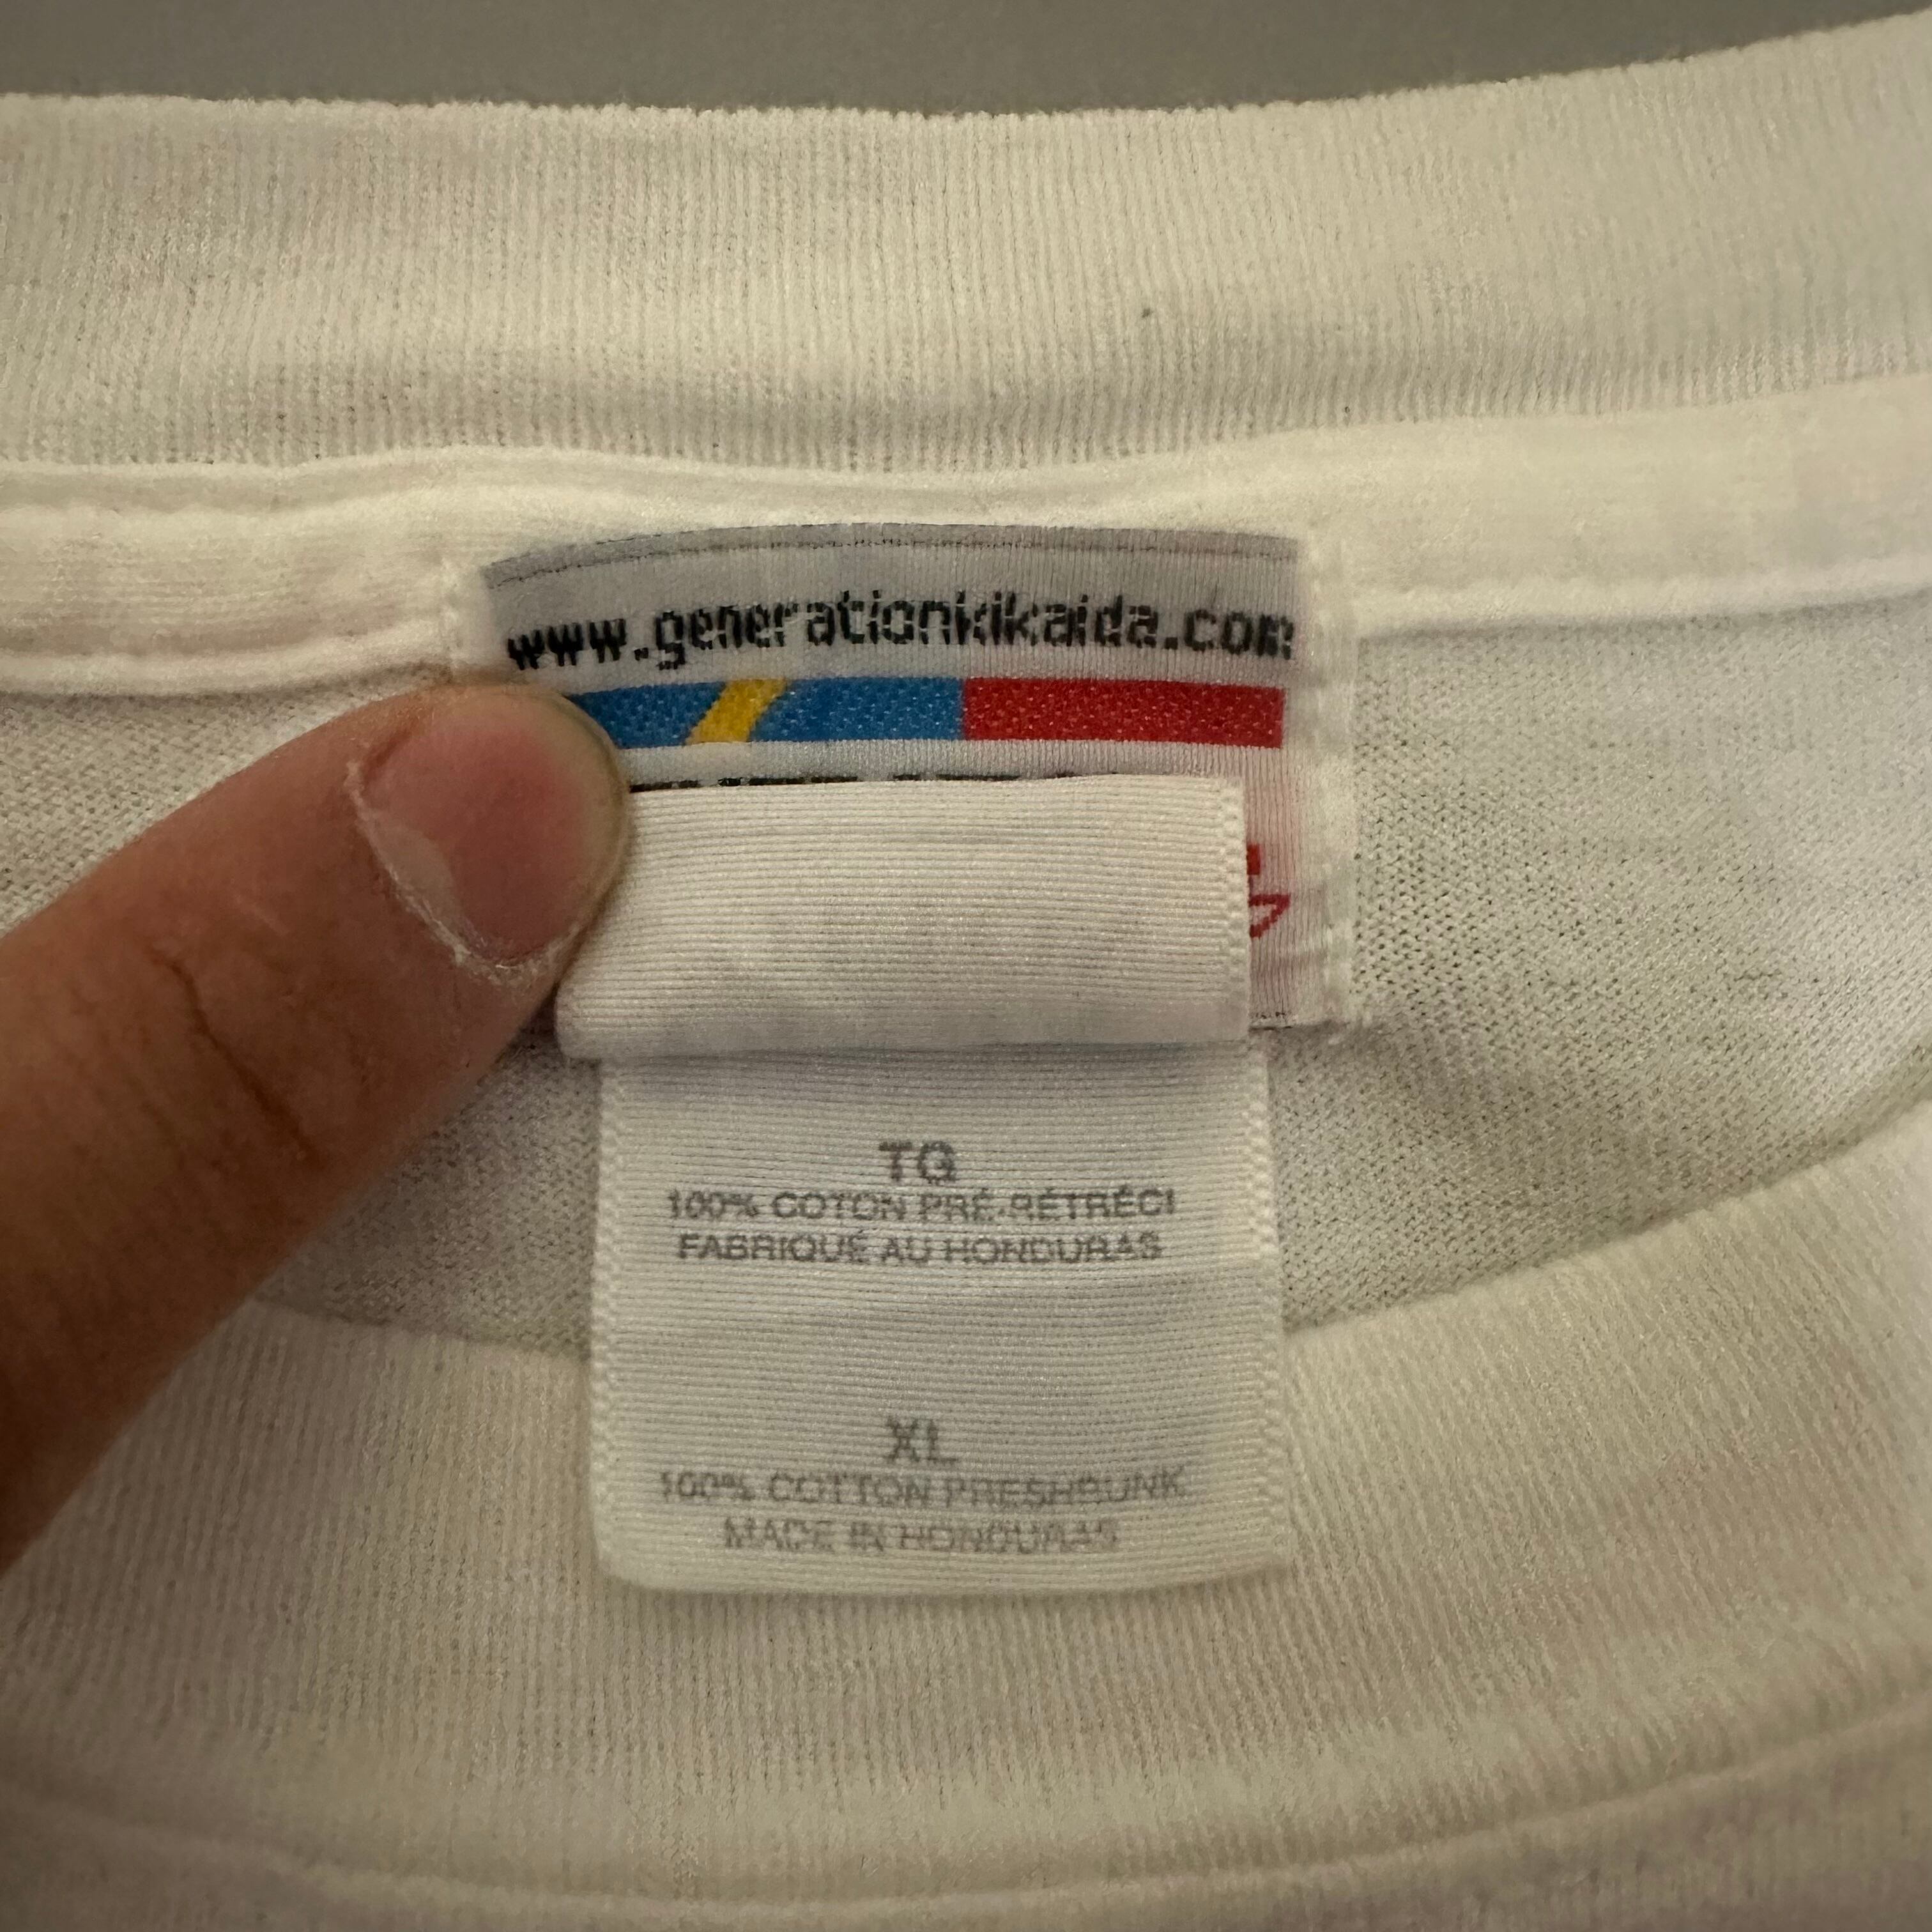 www.generationkikaida.com
TG
100% COTON PRÉ-RÉTRÉCI
FABRIQUÉ AU HONDURAS
XL
100% COTTON PRESHRUNK
MADE IN HONDURAS